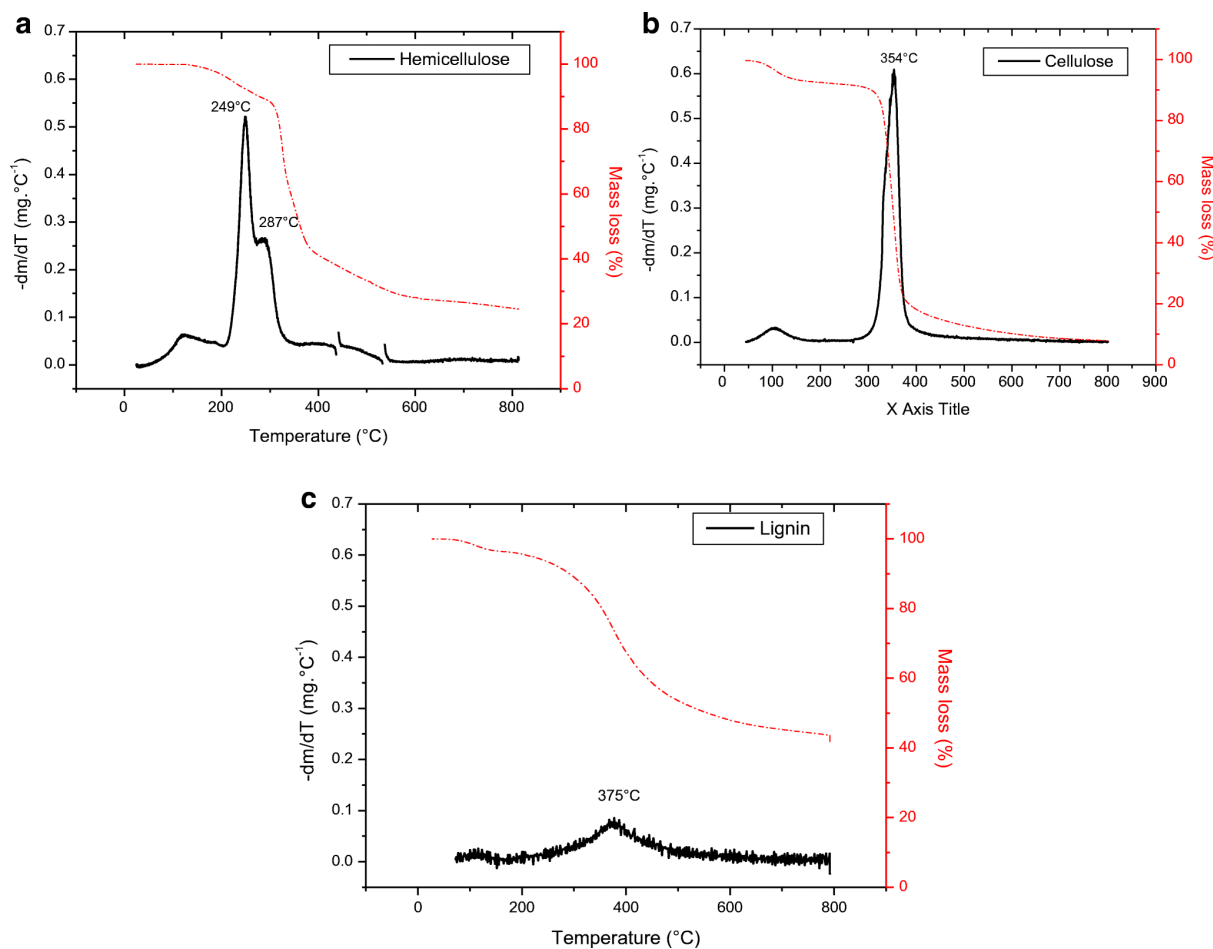 a
Hemicellulose
249°C
287°C
0.7
0.6
0.5
0.4
0.3
0.2
0.1
0.0
-dm/dT (mg.°C-1)
100
80
60
40
20
0
Mass loss (%)
0 200 400 600 800
Temperature (°C)
b
Cellulose
354°C
0.7
0.6
0.5
0.4
0.3
0.2
0.1
0.0
-dm/dT (mg.°C-1)
100
80
60
40
20
0
Mass loss (%)
0 100 200 300 400 500 600 700 800 900
X Axis Title
c
Lignin
375°C
0.7
0.6
0.5
0.4
0.3
0.2
0.1
0.0
-dm/dT (mg.°C-1)
100
80
60
40
20
0
Mass loss (%)
0 200 400 600 800
Temperature (°C)